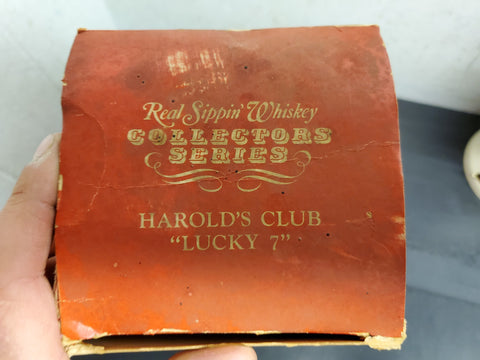 Real Sippin' Whiskey
COLLECTORS
SERIES
HAROLD'S CLUB
"LUCKY 7"